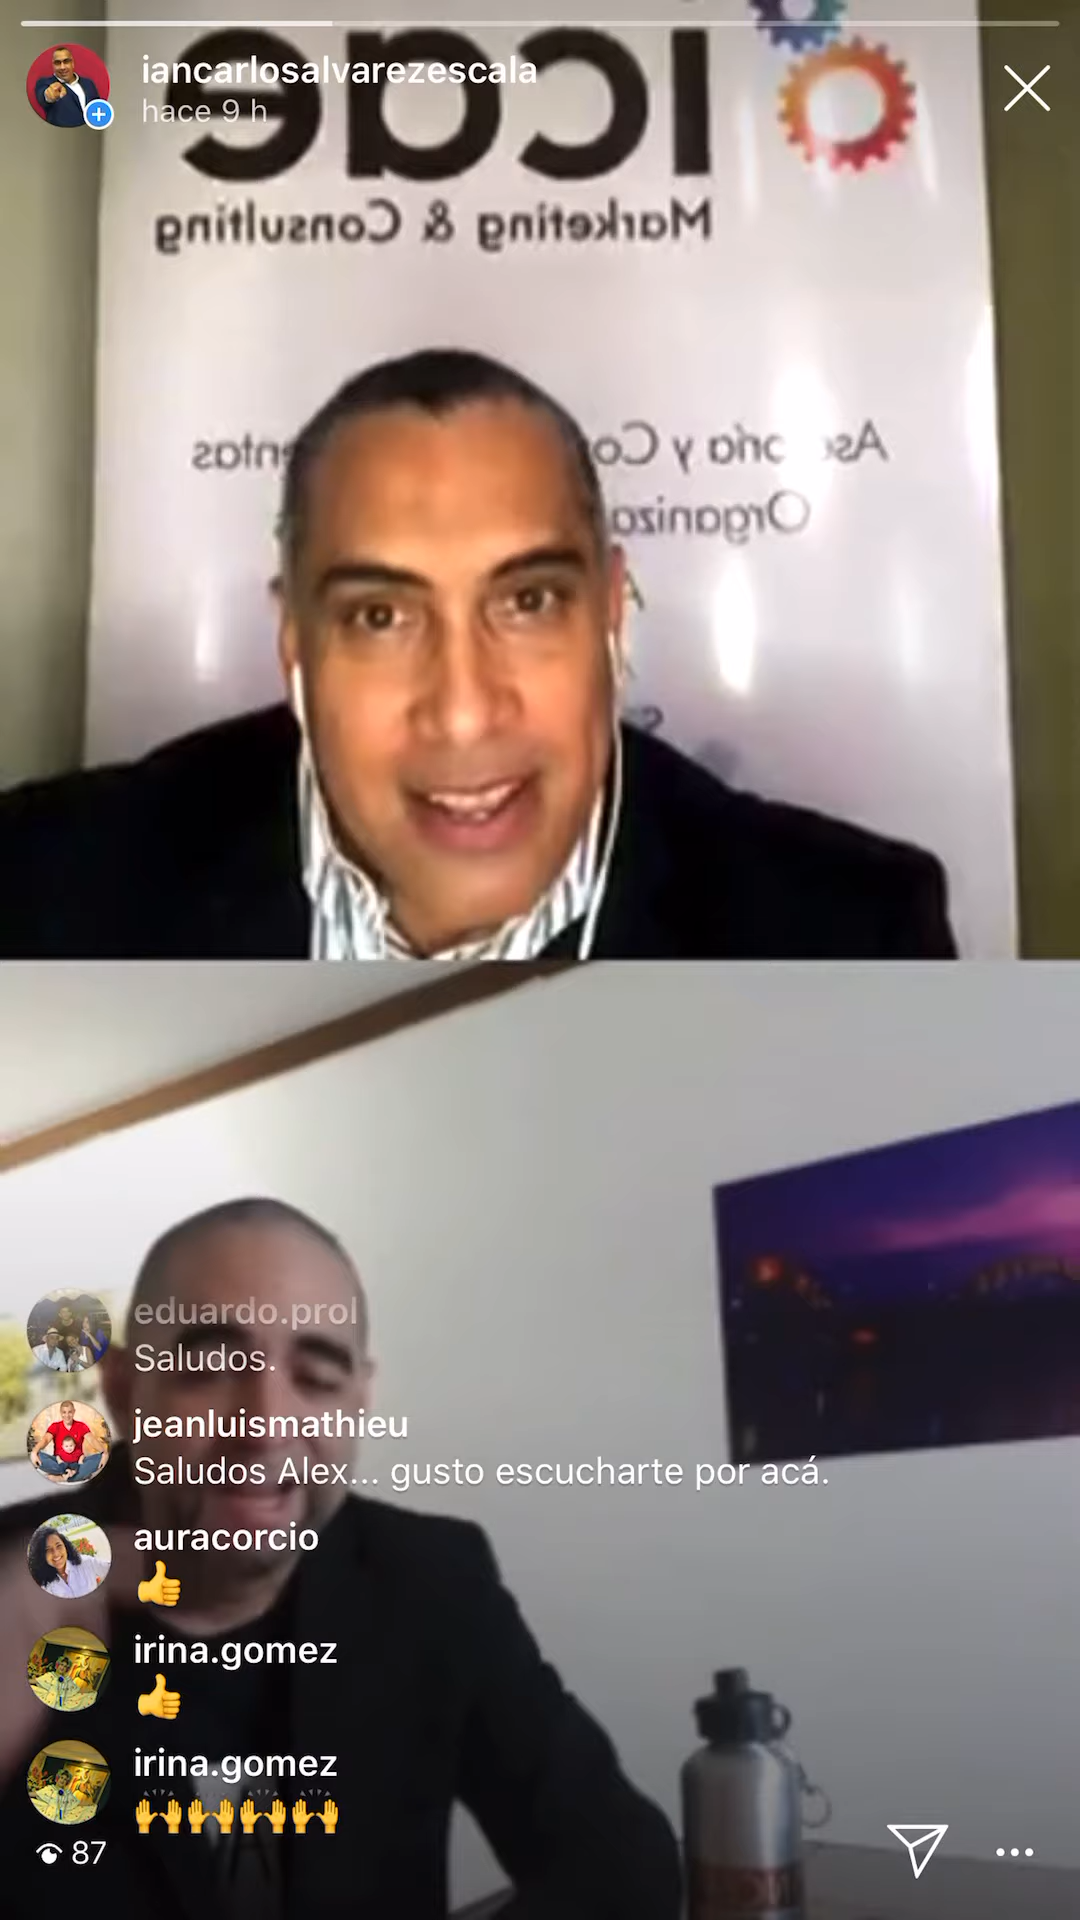 iancarlosalvarezescala
hace 9 h
icae
Marketing & Consulting
Organiza
eduardo.prol
Saludos.
jeanluismathieu
Saludos Alex... gusto escucharte por acá.
auracorcio
👍
irina.gomez
👍
irina.gomez
🙌🙌🙌🙌
87